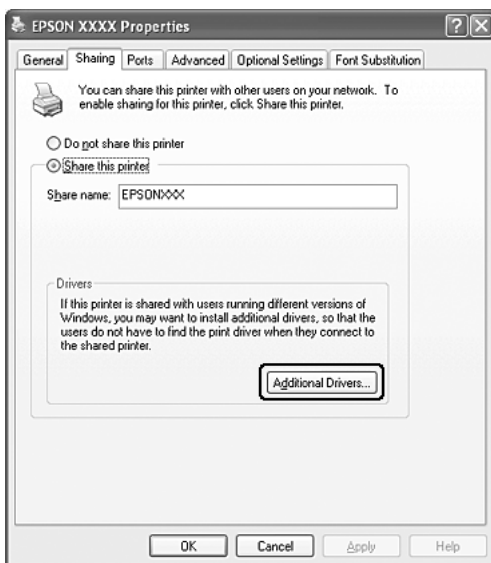 EPSON XXXX Properties
General Sharing Ports Advanced Optional Settings Font Substitution
You can share this printer with other users on your network. To
enable sharing for this printer, click Share this printer.
Do not share this printer
Share this printer
Share name: EPSONXXX
Drivers
If this printer is shared with users running different versions of
Windows, you may want to install additional drivers, so that the
users do not have to find the print driver when they connect to
the shared printer.
Additional Drivers...
OK Cancel Apply Help